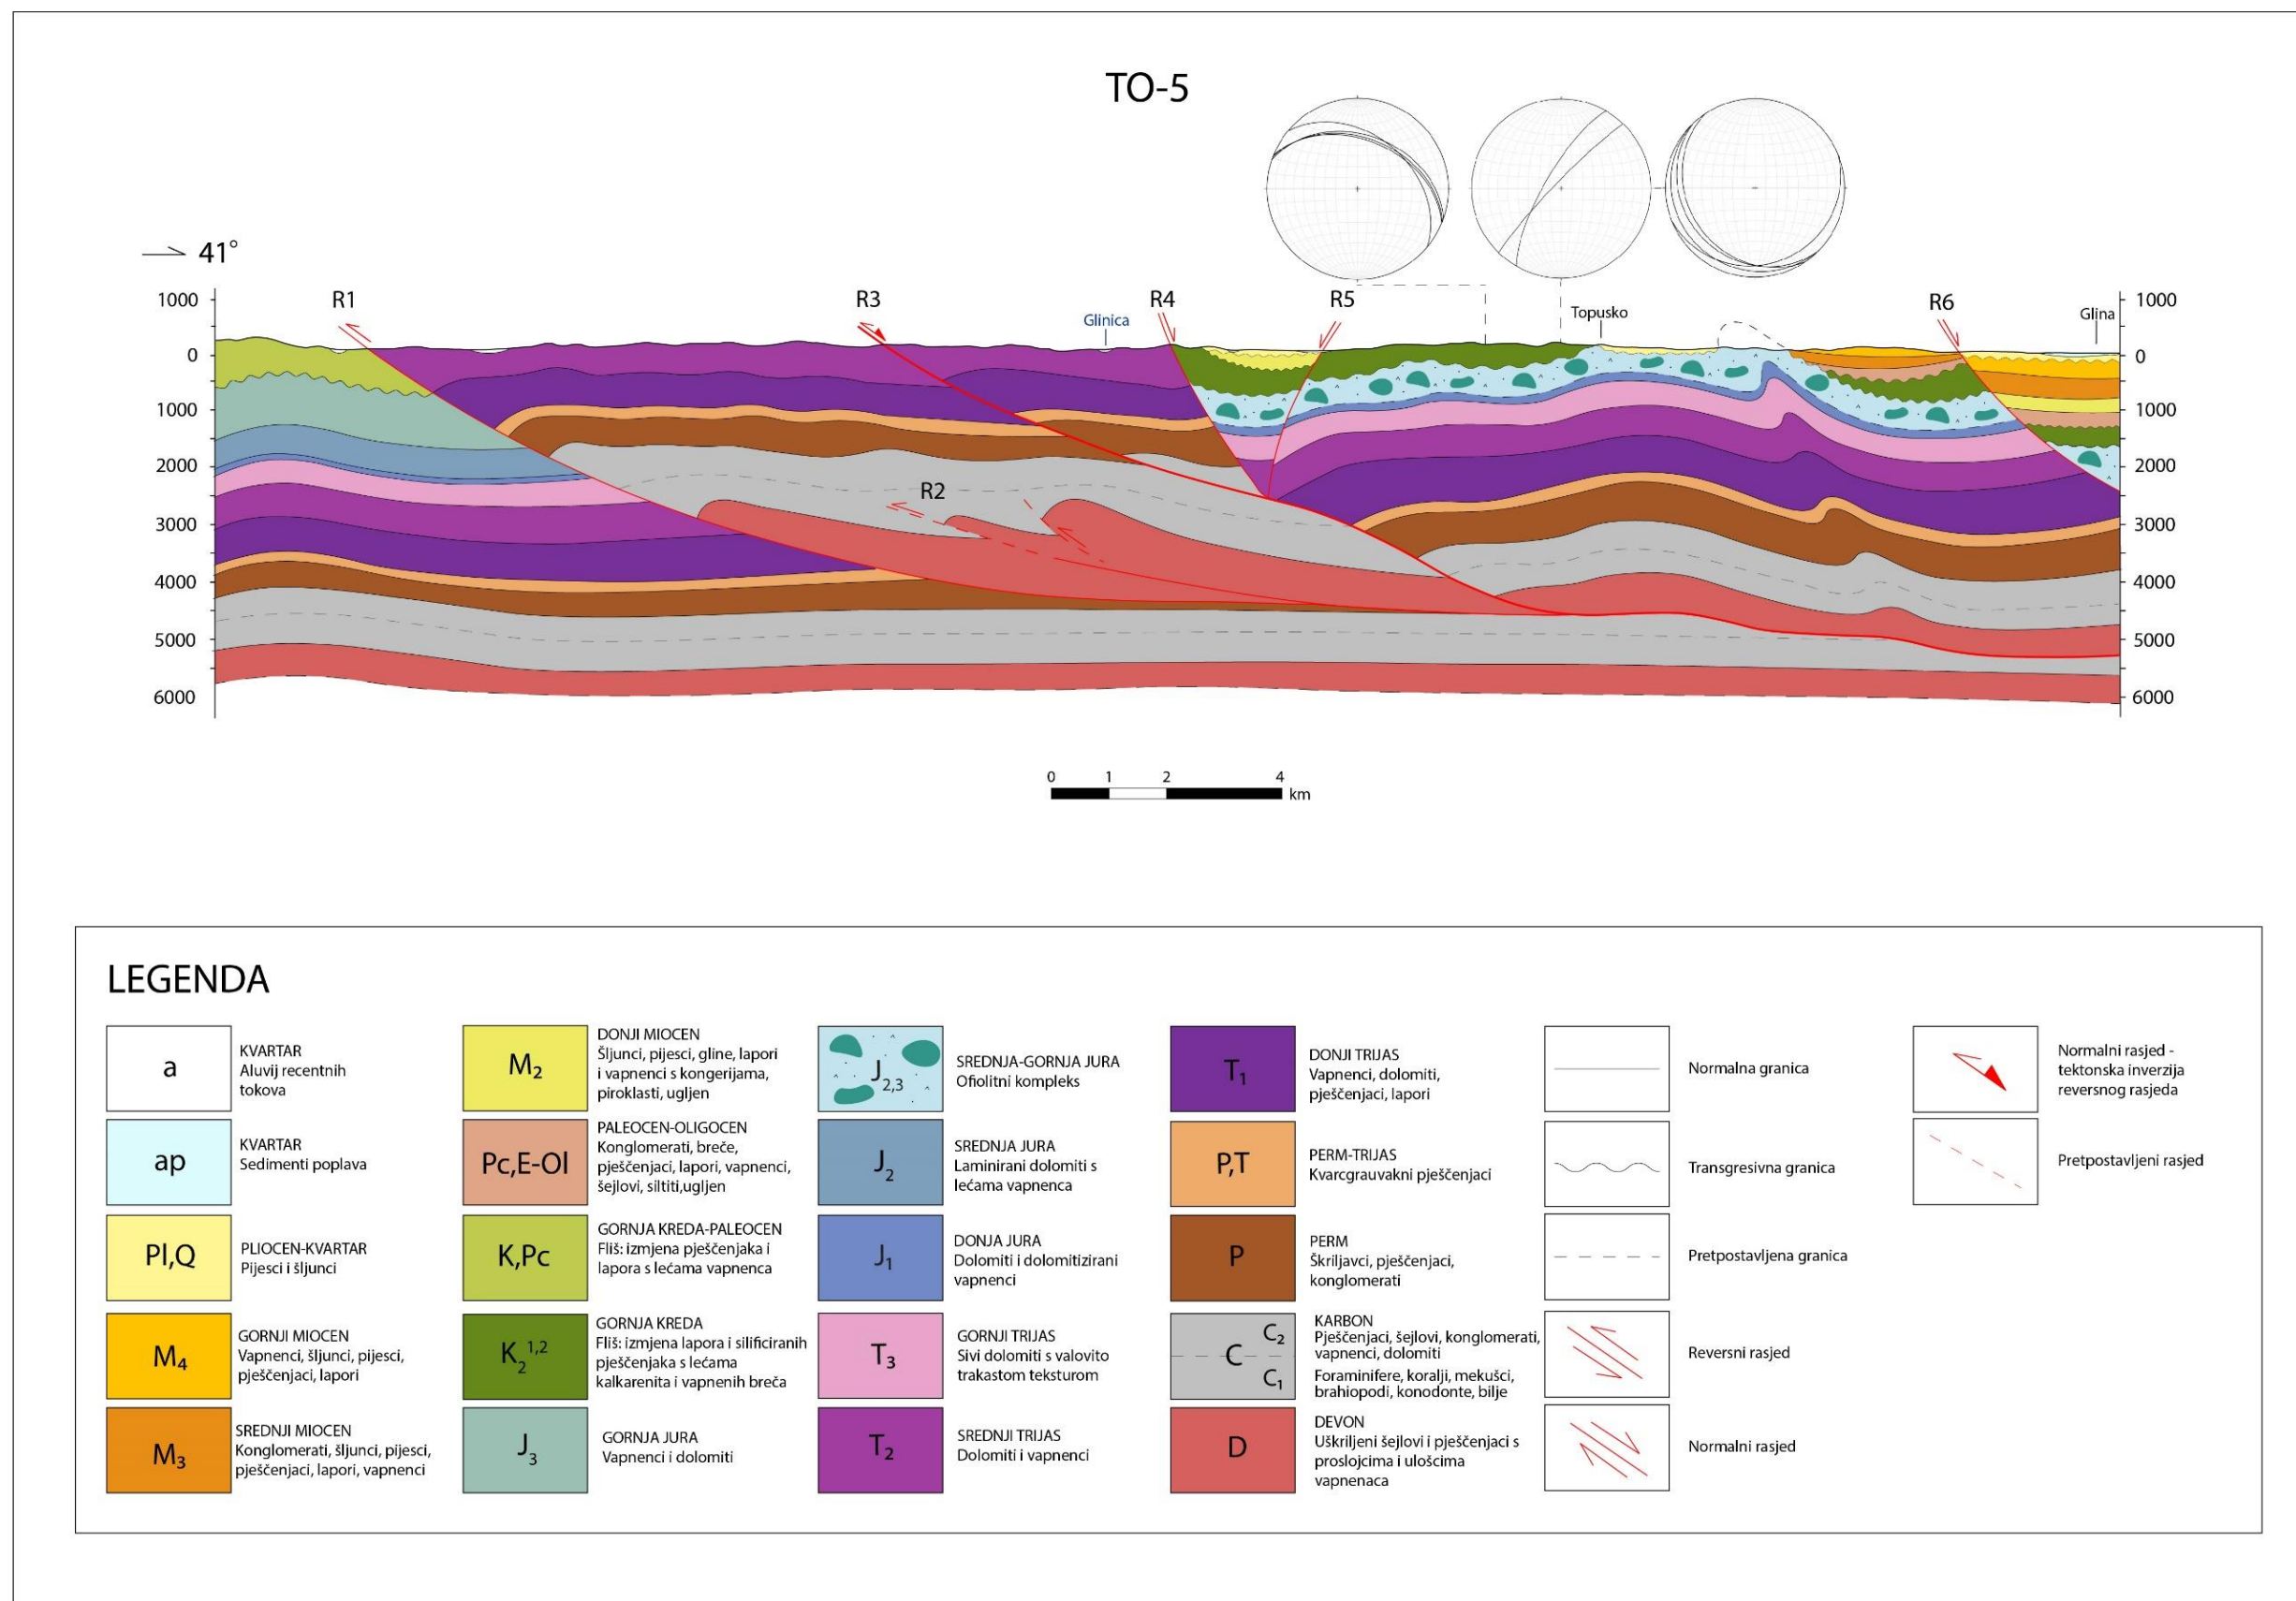 TO-5
41°
R1
R3
R4
R5
R6
Glinica
Topusko
Glina
R2
1000
0
1000
2000
3000
4000
5000
6000
1000
0
1000
2000
3000
4000
5000
6000
0 1 2 4
km
LEGENDA
a
KVARTAR
Aluvij recentnih
tokova
ap
KVARTAR
Sedimenti poplava
Pl,Q
PLIOCEN-KVARTAR
Pijesci i šljunci
M₄
GORNJI MIOCEN
Vapnenci, šljunci, pijesci,
pješčenjaci, lapori
M₃
SREDNJI MIOCEN
Konglomerati, šljunci, pijesci,
pješčenjaci, lapori, vapnenci
M₂
DONJI MIOCEN
Šljunci, pijesci, gline, lapori
i vapnenci s kongerijama,
piroklasti, ugljen
Pc,E-Ol
PALEOCEN-OLIGOCEN
Konglomerati, breče,
pješčenjaci, lapori, vapnenci,
šejlovi, siltiti,ugljen
K,Pc
GORNJA KREDA-PALEOCEN
Fliš: izmjena pješčenjaka i
lapora s lećama vapnenca
K₂¹,²
GORNJA KREDA
Fliš: izmjena lapora i silificiranih
pješčenjaka s lećama
kalkarenita i vapnenih breča
J₃
GORNJA JURA
Vapnenci i dolomiti
J₂,₃
SREDNJA-GORNJA JURA
Ofiolitni kompleks
J₂
SREDNJA JURA
Laminirani dolomiti s
lećama vapnenca
J₁
DONJA JURA
Dolomiti i dolomitizirani
vapnenci
T₃
GORNJI TRIJAS
Sivi dolomiti s valovito
trakastom teksturom
T₂
SREDNJI TRIJAS
Dolomiti i vapnenci
T₁
DONJI TRIJAS
Vapnenci, dolomiti,
pješčenjaci, lapori
P,T
PERM-TRIJAS
Kvarcgrauvakni pješčenjaci
P
PERM
Škriljavci, pješčenjaci,
konglomerati
C
C₂
C₁
KARBON
Pješčenjaci, šejlovi, konglomerati,
vapnenci, dolomiti
Foraminifere, koralji, mekušci,
brahiopodi, konodonte, bilje
D
DEVON
Uškriljeni šejlovi i pješčenjaci s
proslojcima i ulošcima
vapnenaca
Normalna granica
Transgresivna granica
Pretpostavljena granica
Reversni rasjed
Normalni rasjed
Normalni rasjed -
tektonska inverzija
reversnog rasjeda
Pretpostavljeni rasjed